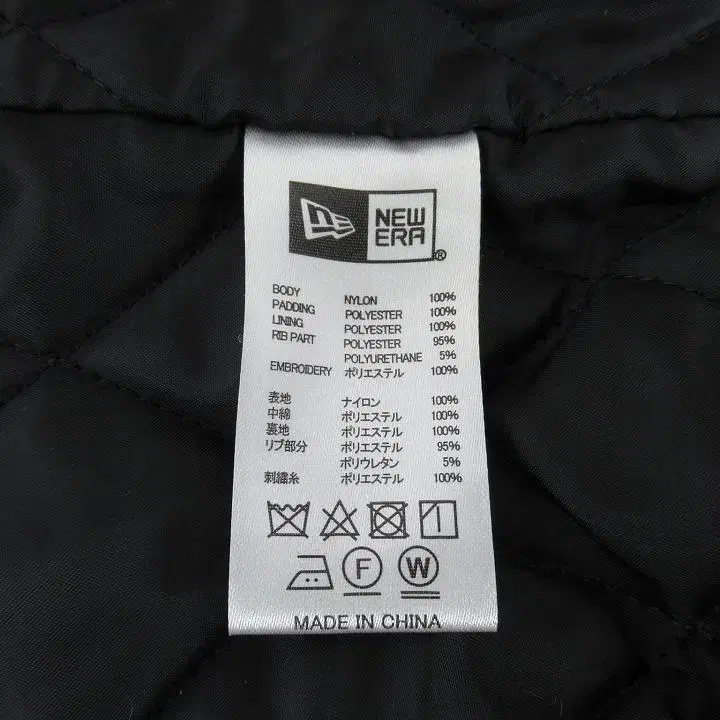 ne NEW ERA ®
BODY NYLON 100%
PADDING POLYESTER 100%
LINING POLYESTER 100%
RIB PART POLYESTER 95%
POLYURETHANE 5%
EMBROIDERY ポリエステル 100%
表地 ナイロン 100%
中綿 ポリエステル 100%
裏地 ポリエステル 100%
リブ部分 ポリエステル 95%
ポリウレタン 5%
刺繍糸 ポリエステル 100%
F W
MADE IN CHINA